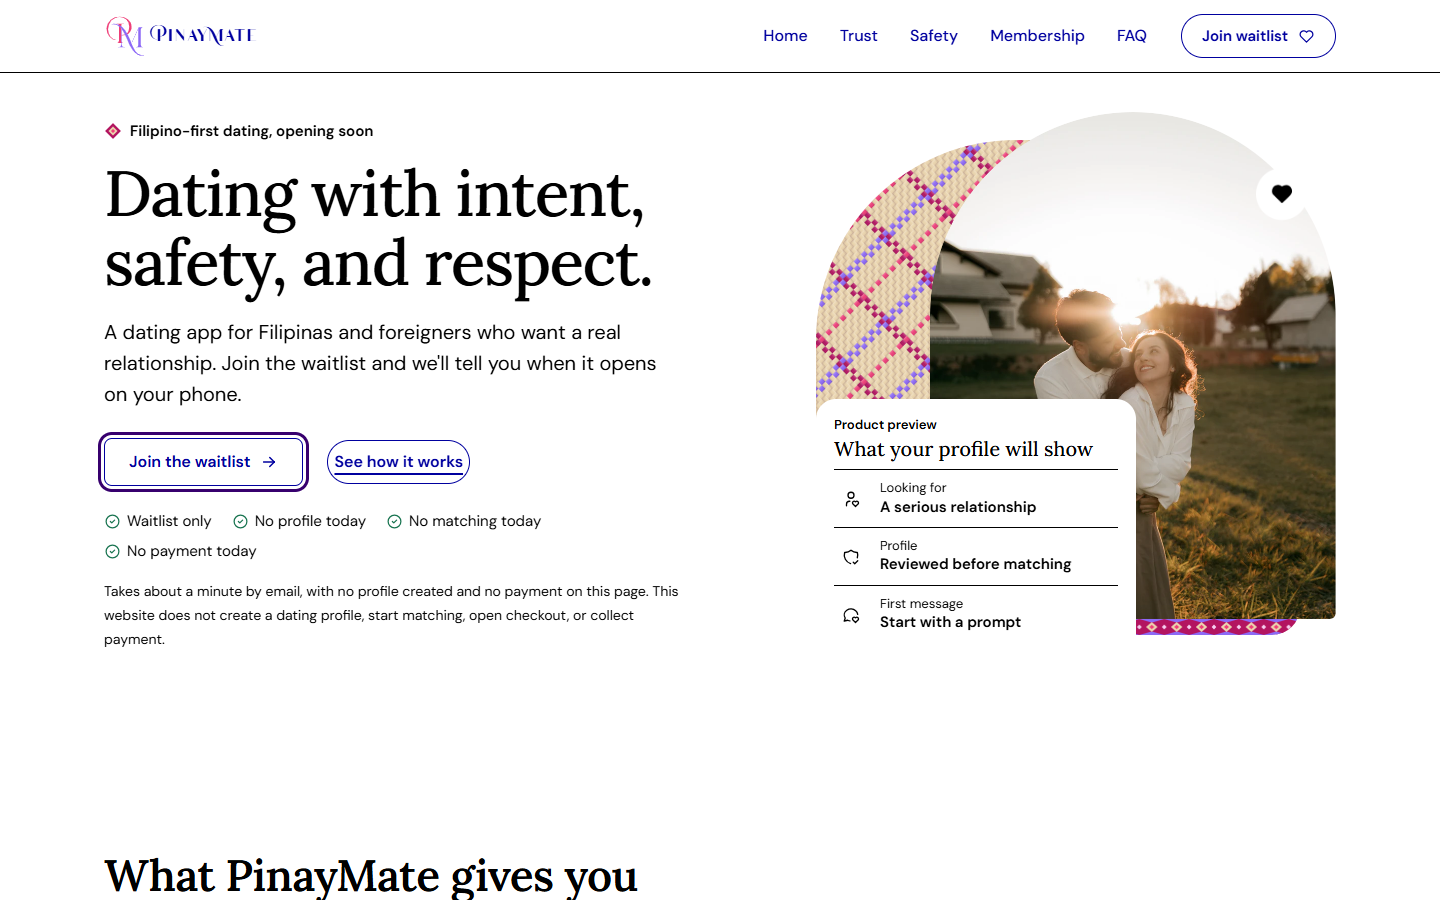 PM PINAYMATE
Home Trust Safety Membership FAQ Join waitlist
Filipino-first dating, opening soon
Dating with intent,
safety, and respect.
A dating app for Filipinas and foreigners who want a real
relationship. Join the waitlist and we'll tell you when it opens
on your phone.
Join the waitlist See how it works
Waitlist only No profile today No matching today
No payment today
Takes about a minute by email, with no profile created and no payment on this page. This
website does not create a dating profile, start matching, open checkout, or collect
payment.
Product preview
What your profile will show
Looking for
A serious relationship
Profile
Reviewed before matching
First message
Start with a prompt
What PinayMate gives you